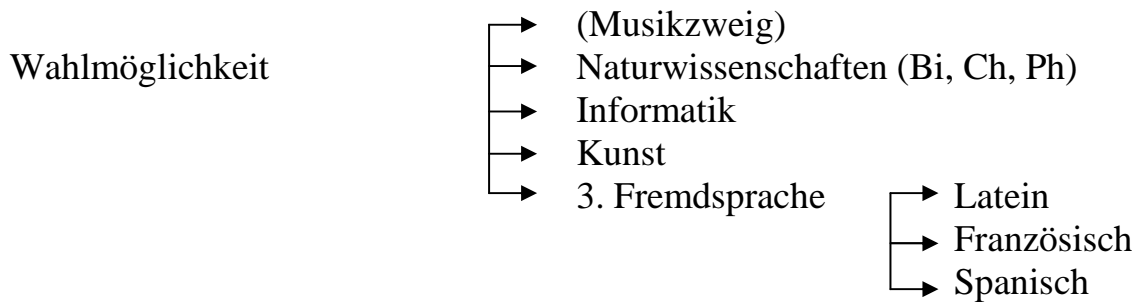 (Musikzweig)
Wahlmöglichkeit Naturwissenschaften (Bi, Ch, Ph)
Informatik
Kunst
3. Fremdsprache Latein
Französisch
Spanisch